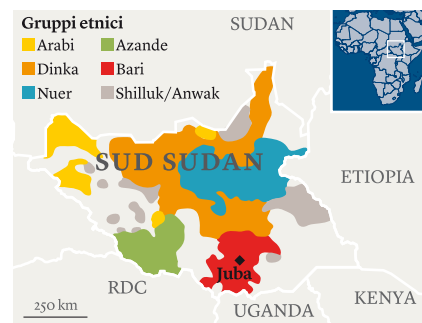 Gruppi etnici
SUDAN
Arabi
Azande
Dinka
Bari
Nuer
Shilluk/Anwak
SUD SUDAN
ETIOPIA
Juba
RDC
KENYA
250 km
UGANDA